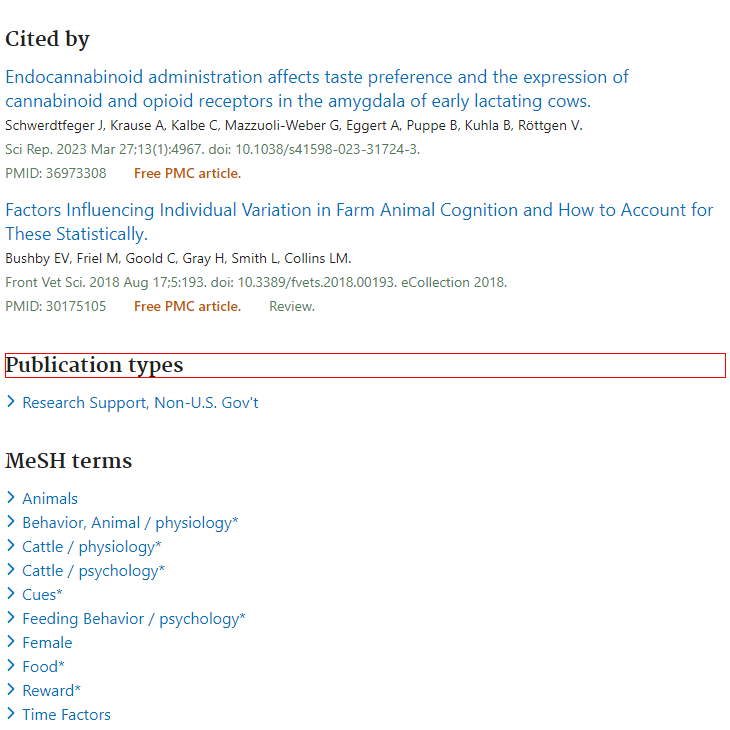 Cited by
Endocannabinoid administration affects taste preference and the expression of
cannabinoid and opioid receptors in the amygdala of early lactating cows.
Schwerdtfeger J, Krause A, Kalbe C, Mazzuoli-Weber G, Eggert A, Puppe B, Kuhla B, Röttgen V.
Sci Rep. 2023 Mar 27;13(1):4967. doi: 10.1038/s41598-023-31724-3.
PMID: 36973308 Free PMC article.
Factors Influencing Individual Variation in Farm Animal Cognition and How to Account for
These Statistically.
Bushby EV, Friel M, Goold C, Gray H, Smith L, Collins LM.
Front Vet Sci. 2018 Aug 17;5:193. doi: 10.3389/fvets.2018.00193. eCollection 2018.
PMID: 30175105 Free PMC article. Review.
Publication types
Research Support, Non-U.S. Gov't
MeSH terms
Animals
Behavior, Animal / physiology*
Cattle / physiology*
Cattle / psychology*
Cues*
Feeding Behavior / psychology*
Female
Food*
Reward*
Time Factors